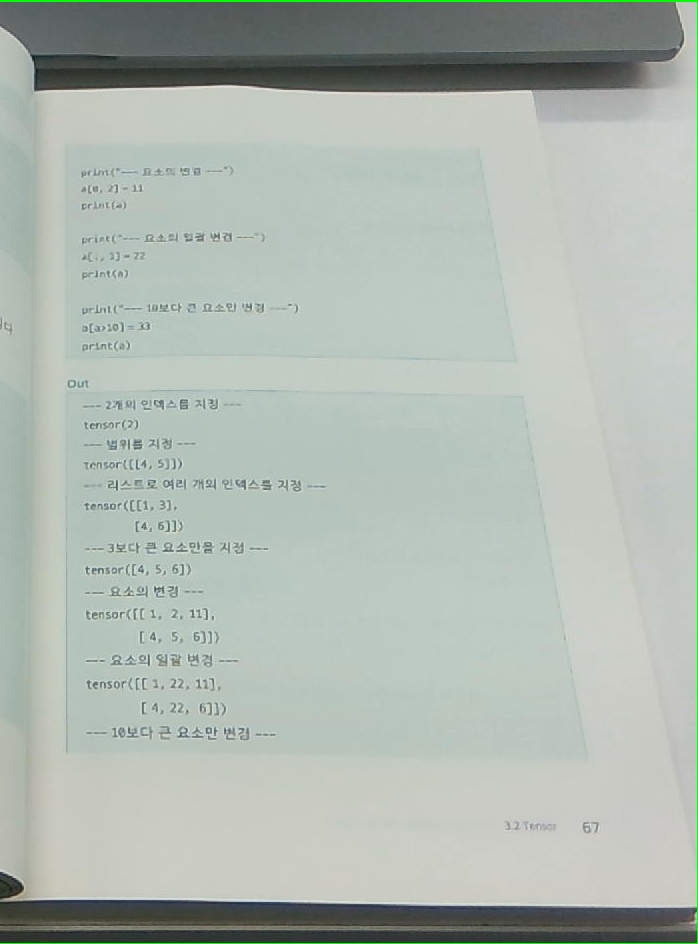 print("--- 요소의 변경 ---")
a[0, 2] = 11
print(a)
print("--- 요소의 일괄 변경 ---")
a[:, 1] = 22
print(a)
print("--- 10보다 큰 요소만 변경 ---")
a[a>10] = 33
print(a)
Out
--- 2개의 인덱스를 지정 ---
tensor(2)
--- 범위를 지정 ---
tensor([[4, 5]])
--- 리스트로 여러 개의 인덱스를 지정 ---
tensor([[1, 3],
[4, 6]])
--- 3보다 큰 요소만을 지정 ---
tensor([4, 5, 6])
--- 요소의 변경 ---
tensor([[ 1, 2, 11],
[ 4, 5, 6]])
--- 요소의 일괄 변경 ---
tensor([[ 1, 22, 11],
[ 4, 22, 6]])
--- 10보다 큰 요소만 변경 ---
3.2 Tensor 67